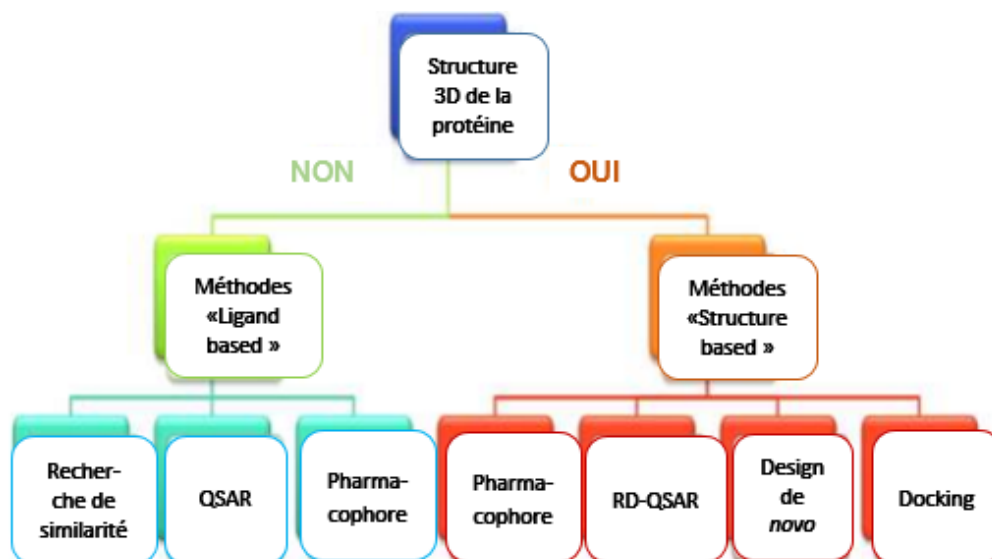 Structure
3D de la
protéine
NON
OUI
Méthodes
«Ligand
based »
Méthodes
«Structure
based »
Recher-
che de
similarité
QSAR
Pharma-
cophore
Pharma-
cophore
RD-QSAR
Design
de
novo
Docking